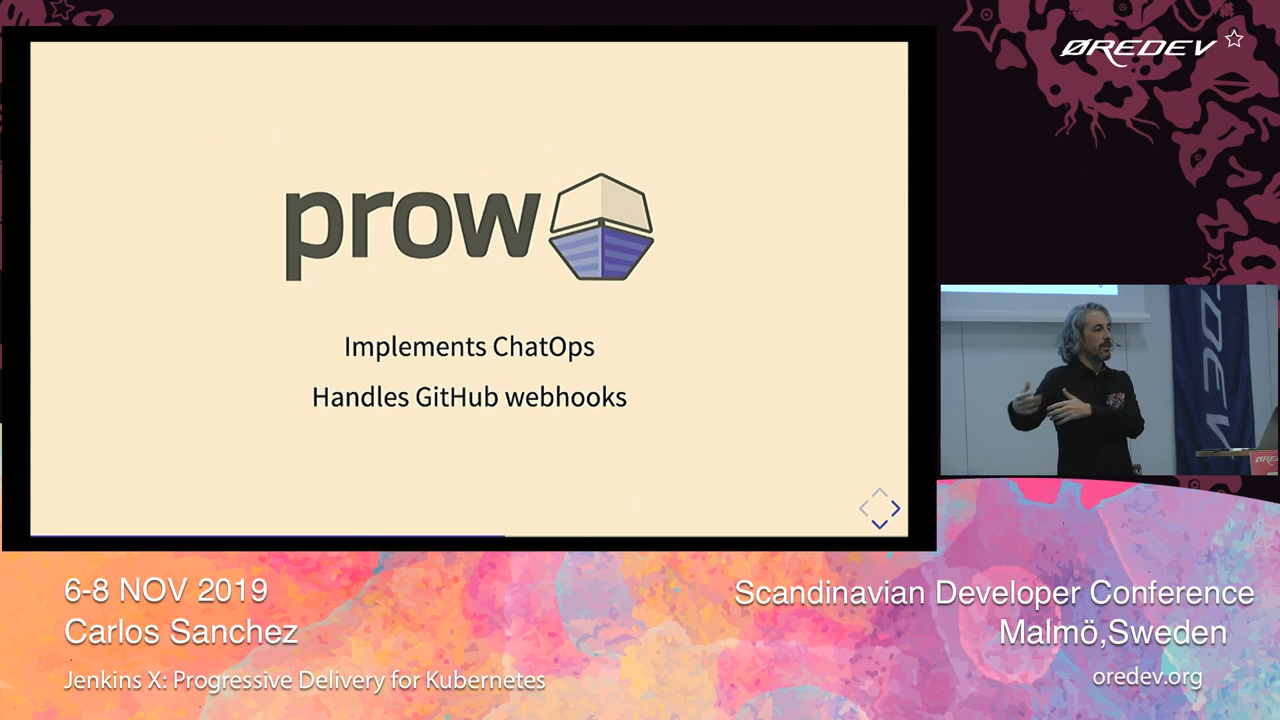 ØREDEV
prow
Implements ChatOps
Handles GitHub webhooks
6-8 NOV 2019
Carlos Sanchez
Jenkins X: Progressive Delivery for Kubernetes
Scandinavian Developer Conference
Malmö,Sweden
oredev.org